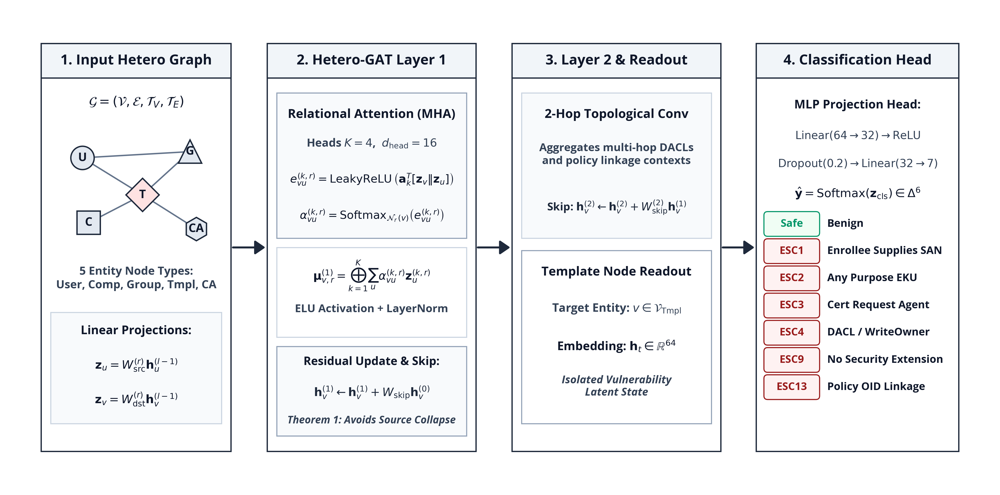 1. Input Hetero Graph
𝒢 = (𝒱, ℰ, 𝒯_V, 𝒯_E)
U
G
T
C
CA
5 Entity Node Types:
User, Comp, Group, Tmpl, CA
Linear Projections:
z_u = W_src^(r) h_u^(l − 1)
z_v = W_dst^(r) h_v^(l − 1)
2. Hetero-GAT Layer 1
Relational Attention (MHA)
Heads K = 4, d_head = 16
e_vu^(k, r) = LeakyReLU (a_k^T [z_v ‖ z_u])
α_vu^(k, r) = Softmax_𝒩_r(v) (e_vu^(k, r))
μ_v, r^(1) = ⨁_k = 1^K ∑_u α_vu^(k, r) z_u^(k, r)
ELU Activation + LayerNorm
Residual Update & Skip:
h_v^(1) ← h_v^(1) + W_skip h_v^(0)
Theorem 1: Avoids Source Collapse
3. Layer 2 & Readout
2-Hop Topological Conv
Aggregates multi-hop DACLs
and policy linkage contexts
Skip: h_v^(2) ← h_v^(2) + W_skip^(2) h_v^(1)
Template Node Readout
Target Entity: v ∈ 𝒱_Tmpl
Embedding: h_t ∈ ℝ^64
Isolated Vulnerability
Latent State
4. Classification Head
MLP Projection Head:
Linear(64 → 32) → ReLU
Dropout(0.2) → Linear(32 → 7)
ŷ = Softmax(z_cls) ∈ Δ^6
Safe Benign
ESC1 Enrollee Supplies SAN
ESC2 Any Purpose EKU
ESC3 Cert Request Agent
ESC4 DACL / WriteOwner
ESC9 No Security Extension
ESC13 Policy OID Linkage